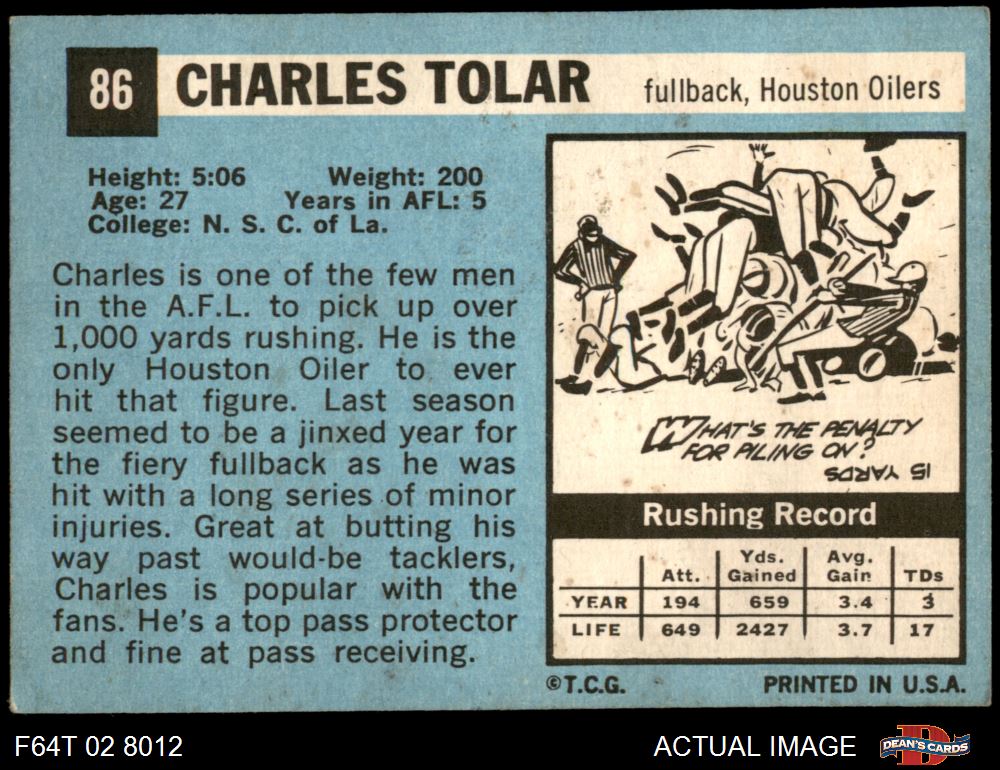 86 CHARLES TOLAR fullback, Houston Oilers
Height: 5:06 Weight: 200
Age: 27 Years in AFL: 5
College: N. S. C. of La.
Charles is one of the few men
in the A.F.L. to pick up over
1,000 yards rushing. He is the
only Houston Oiler to ever
hit that figure. Last season
seemed to be a jinxed year for
the fiery fullback as he was
hit with a long series of minor
injuries. Great at butting his
way past would-be tacklers,
Charles is popular with the
fans. He's a top pass protector
and fine at pass receiving.
WHAT'S THE PENALTY
FOR PILING ON?
15 YARDS
Rushing Record
Att. Yds. Gained Avg. Gain TDs
YEAR 194 659 3.4 3
LIFE 649 2427 3.7 17
©T.C.G. PRINTED IN U.S.A.
F64T 02 8012 ACTUAL IMAGE D DEAN'S CARDS